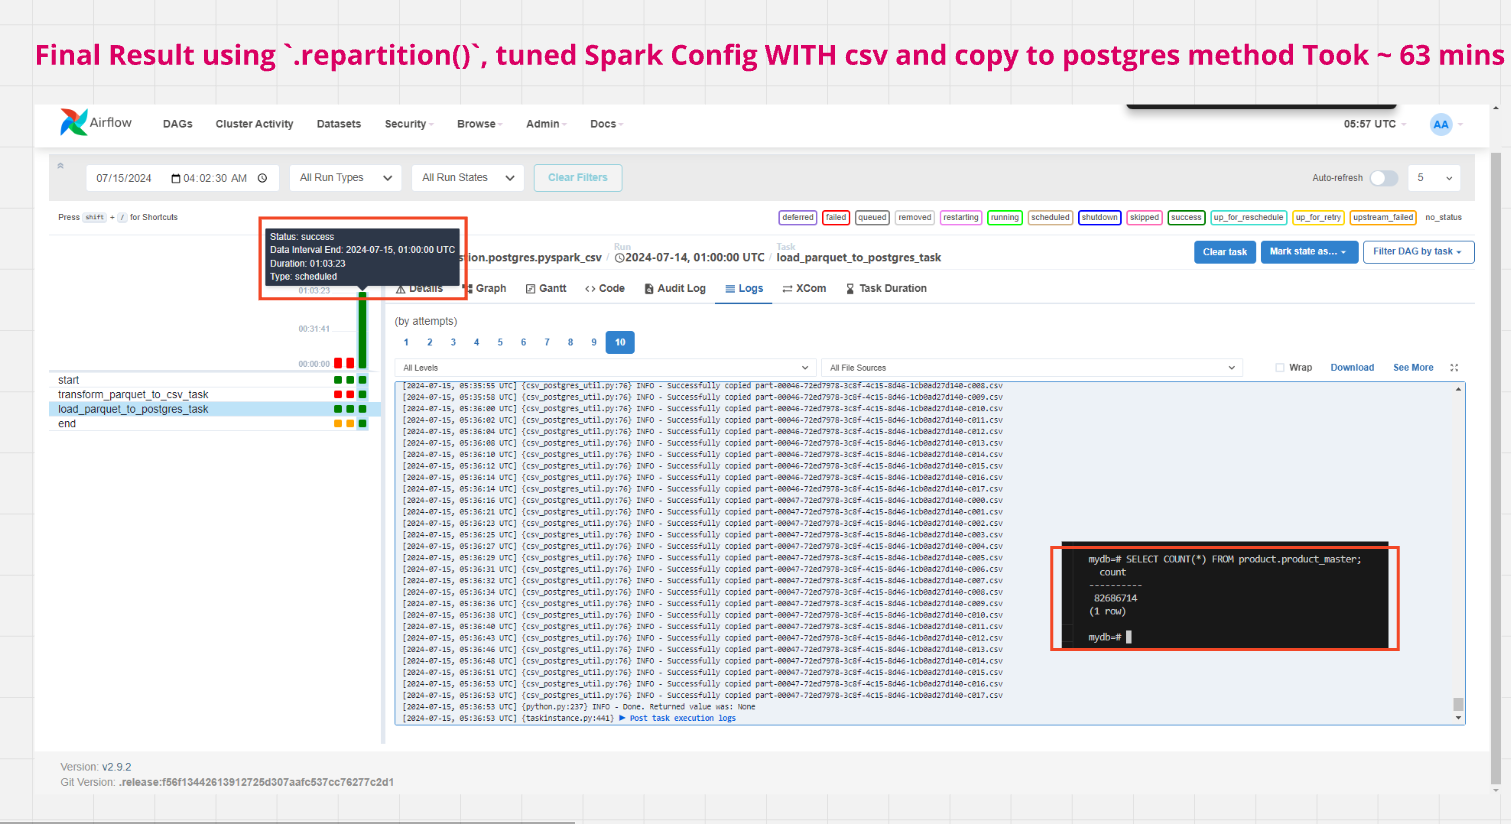 Final Result using `.repartition()`, tuned Spark Config WITH csv and copy to postgres method Took ~ 63 mins
Airflow DAGs Cluster Activity Datasets Security Browse Admin Docs 05:57 UTC AA
07/15/2024 04:02:30 AM All Run Types All Run States Clear Filters Auto-refresh 5
Press shift + / for Shortcuts deferred failed queued removed restarting running scheduled shutdown skipped success up_for_reschedule up_for_retry upstream_failed no_status
Status: success
Data Interval End: 2024-07-15, 01:00:00 UTC
Duration: 01:03:23
Type: scheduled
Run Task
stion.postgres.pyspark_csv / 2024-07-14, 01:00:00 UTC / load_parquet_to_postgres_task Clear task Mark state as... Filter DAG by task
Details Graph Gantt Code Audit Log Logs XCom Task Duration
01:03:23
00:31:41
00:00:00
start
transform_parquet_to_csv_task
load_parquet_to_postgres_task
end
(by attempts)
1 2 3 4 5 6 7 8 9 10
All Levels All File Sources Wrap Download See More
[2024-07-15, 05:35:55 UTC] {csv_postgres_util.py:76} INFO - Successfully copied part-00046-72ed7978-3c8f-4c15-8d46-1cb0ad27d140-c008.csv
[2024-07-15, 05:35:58 UTC] {csv_postgres_util.py:76} INFO - Successfully copied part-00046-72ed7978-3c8f-4c15-8d46-1cb0ad27d140-c009.csv
[2024-07-15, 05:36:00 UTC] {csv_postgres_util.py:76} INFO - Successfully copied part-00046-72ed7978-3c8f-4c15-8d46-1cb0ad27d140-c010.csv
[2024-07-15, 05:36:02 UTC] {csv_postgres_util.py:76} INFO - Successfully copied part-00046-72ed7978-3c8f-4c15-8d46-1cb0ad27d140-c011.csv
[2024-07-15, 05:36:04 UTC] {csv_postgres_util.py:76} INFO - Successfully copied part-00046-72ed7978-3c8f-4c15-8d46-1cb0ad27d140-c012.csv
[2024-07-15, 05:36:08 UTC] {csv_postgres_util.py:76} INFO - Successfully copied part-00046-72ed7978-3c8f-4c15-8d46-1cb0ad27d140-c013.csv
[2024-07-15, 05:36:10 UTC] {csv_postgres_util.py:76} INFO - Successfully copied part-00046-72ed7978-3c8f-4c15-8d46-1cb0ad27d140-c014.csv
[2024-07-15, 05:36:12 UTC] {csv_postgres_util.py:76} INFO - Successfully copied part-00046-72ed7978-3c8f-4c15-8d46-1cb0ad27d140-c015.csv
[2024-07-15, 05:36:14 UTC] {csv_postgres_util.py:76} INFO - Successfully copied part-00046-72ed7978-3c8f-4c15-8d46-1cb0ad27d140-c016.csv
[2024-07-15, 05:36:14 UTC] {csv_postgres_util.py:76} INFO - Successfully copied part-00046-72ed7978-3c8f-4c15-8d46-1cb0ad27d140-c017.csv
[2024-07-15, 05:36:16 UTC] {csv_postgres_util.py:76} INFO - Successfully copied part-00047-72ed7978-3c8f-4c15-8d46-1cb0ad27d140-c000.csv
[2024-07-15, 05:36:21 UTC] {csv_postgres_util.py:76} INFO - Successfully copied part-00047-72ed7978-3c8f-4c15-8d46-1cb0ad27d140-c001.csv
[2024-07-15, 05:36:23 UTC] {csv_postgres_util.py:76} INFO - Successfully copied part-00047-72ed7978-3c8f-4c15-8d46-1cb0ad27d140-c002.csv
[2024-07-15, 05:36:25 UTC] {csv_postgres_util.py:76} INFO - Successfully copied part-00047-72ed7978-3c8f-4c15-8d46-1cb0ad27d140-c003.csv
[2024-07-15, 05:36:27 UTC] {csv_postgres_util.py:76} INFO - Successfully copied part-00047-72ed7978-3c8f-4c15-8d46-1cb0ad27d140-c004.csv
[2024-07-15, 05:36:29 UTC] {csv_postgres_util.py:76} INFO - Successfully copied part-00047-72ed7978-3c8f-4c15-8d46-1cb0ad27d140-c005.csv
[2024-07-15, 05:36:31 UTC] {csv_postgres_util.py:76} INFO - Successfully copied part-00047-72ed7978-3c8f-4c15-8d46-1cb0ad27d140-c006.csv
[2024-07-15, 05:36:32 UTC] {csv_postgres_util.py:76} INFO - Successfully copied part-00047-72ed7978-3c8f-4c15-8d46-1cb0ad27d140-c007.csv
[2024-07-15, 05:36:34 UTC] {csv_postgres_util.py:76} INFO - Successfully copied part-00047-72ed7978-3c8f-4c15-8d46-1cb0ad27d140-c008.csv
[2024-07-15, 05:36:36 UTC] {csv_postgres_util.py:76} INFO - Successfully copied part-00047-72ed7978-3c8f-4c15-8d46-1cb0ad27d140-c009.csv
[2024-07-15, 05:36:38 UTC] {csv_postgres_util.py:76} INFO - Successfully copied part-00047-72ed7978-3c8f-4c15-8d46-1cb0ad27d140-c010.csv
[2024-07-15, 05:36:40 UTC] {csv_postgres_util.py:76} INFO - Successfully copied part-00047-72ed7978-3c8f-4c15-8d46-1cb0ad27d140-c011.csv
[2024-07-15, 05:36:43 UTC] {csv_postgres_util.py:76} INFO - Successfully copied part-00047-72ed7978-3c8f-4c15-8d46-1cb0ad27d140-c012.csv
[2024-07-15, 05:36:46 UTC] {csv_postgres_util.py:76} INFO - Successfully copied part-00047-72ed7978-3c8f-4c15-8d46-1cb0ad27d140-c013.csv
[2024-07-15, 05:36:48 UTC] {csv_postgres_util.py:76} INFO - Successfully copied part-00047-72ed7978-3c8f-4c15-8d46-1cb0ad27d140-c014.csv
[2024-07-15, 05:36:51 UTC] {csv_postgres_util.py:76} INFO - Successfully copied part-00047-72ed7978-3c8f-4c15-8d46-1cb0ad27d140-c015.csv
[2024-07-15, 05:36:53 UTC] {csv_postgres_util.py:76} INFO - Successfully copied part-00047-72ed7978-3c8f-4c15-8d46-1cb0ad27d140-c016.csv
[2024-07-15, 05:36:53 UTC] {csv_postgres_util.py:76} INFO - Successfully copied part-00047-72ed7978-3c8f-4c15-8d46-1cb0ad27d140-c017.csv
[2024-07-15, 05:36:53 UTC] {python.py:237} INFO - Done. Returned value was: None
[2024-07-15, 05:36:53 UTC] {taskinstance.py:441} ▶ Post task execution logs
mydb=# SELECT COUNT(*) FROM product.product_master;
count
----------
82686714
(1 row)
mydb=#
Version: v2.9.2
Git Version: .release:f56f13442613912725d307aafc537cc76277c2d1